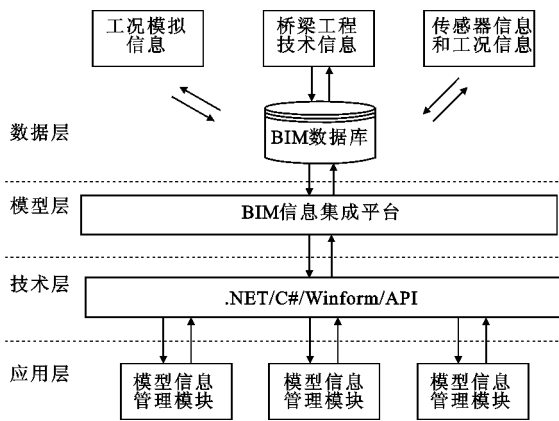 工况模拟
信息
桥梁工程
技术信息
传感器信息
和工况信息
数据层
BIM数据库
模型层
BIM信息集成平台
技术层
.NET/C#/Winform/API
应用层
模型信息
管理模块
模型信息
管理模块
模型信息
管理模块